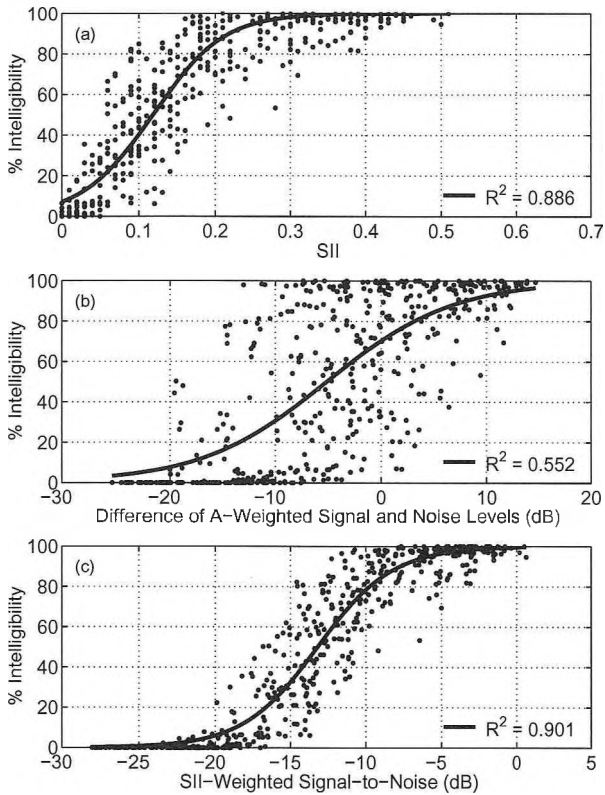 100
80
60
40
20
0
% Intelligibility
(a)
R² = 0.886
0 0.1 0.2 0.3 0.4 0.5 0.6 0.7
SII
100
80
60
40
20
0
% Intelligibility
(b)
R² = 0.552
−30 −20 −10 0 10 20
Difference of A−Weighted Signal and Noise Levels (dB)
100
80
60
40
20
0
% Intelligibility
(c)
R² = 0.901
−30 −25 −20 −15 −10 −5 0 5
SII−Weighted Signal−to−Noise (dB)